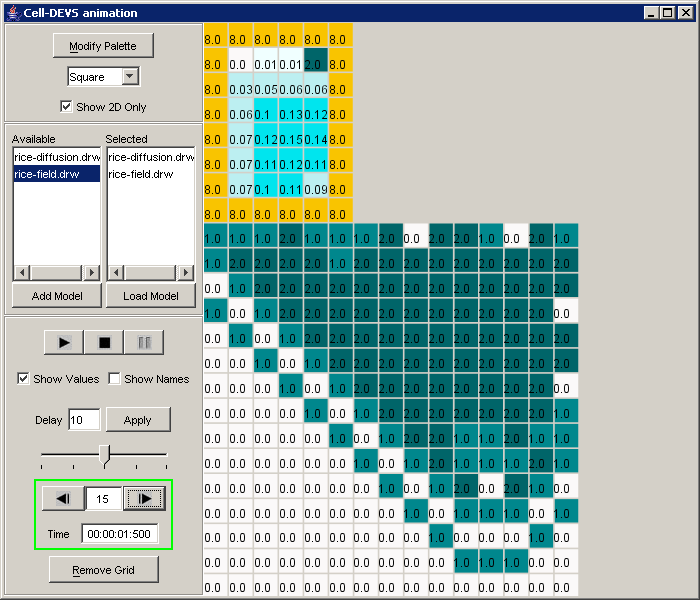 Cell-DEVS animation
Modify Palette
Square
Show 2D Only
Available Selected
rice-diffusion.drw rice-diffusion.drw
rice-field.drw rice-field.drw
Add Model Load Model
Show Values Show Names
Delay 10 Apply
15
Time 00:00:01:500
Remove Grid
8.0 8.0 8.0 8.0 8.0 8.0
8.0 0.0 0.01 0.01 2.0 8.0
8.0 0.03 0.05 0.06 0.06 8.0
8.0 0.06 0.1 0.13 0.12 8.0
8.0 0.07 0.12 0.15 0.14 8.0
8.0 0.07 0.11 0.12 0.11 8.0
8.0 0.07 0.1 0.11 0.09 8.0
8.0 8.0 8.0 8.0 8.0 8.0
1.0 1.0 1.0 2.0 1.0 1.0 1.0 2.0 0.0 2.0 2.0 1.0 0.0 2.0 1.0
1.0 2.0 2.0 2.0 2.0 1.0 2.0 2.0 2.0 2.0 2.0 2.0 2.0 2.0 2.0
0.0 1.0 2.0 2.0 2.0 2.0 2.0 2.0 2.0 2.0 2.0 2.0 2.0 2.0 2.0
1.0 0.0 1.0 2.0 2.0 2.0 2.0 2.0 2.0 2.0 2.0 2.0 2.0 2.0 0.0
0.0 1.0 0.0 1.0 2.0 2.0 2.0 2.0 2.0 2.0 2.0 2.0 2.0 2.0 2.0
0.0 0.0 1.0 0.0 1.0 2.0 2.0 2.0 2.0 2.0 2.0 2.0 2.0 2.0 2.0
0.0 0.0 0.0 1.0 0.0 1.0 2.0 2.0 2.0 2.0 2.0 2.0 2.0 2.0 0.0
0.0 0.0 0.0 0.0 1.0 0.0 1.0 2.0 2.0 2.0 2.0 2.0 2.0 2.0 1.0
0.0 0.0 0.0 0.0 0.0 1.0 0.0 1.0 2.0 2.0 1.0 1.0 2.0 2.0 1.0
0.0 0.0 0.0 0.0 0.0 0.0 1.0 0.0 1.0 2.0 1.0 1.0 1.0 2.0 1.0
0.0 0.0 0.0 0.0 0.0 0.0 0.0 1.0 0.0 1.0 2.0 0.0 2.0 1.0 0.0
0.0 0.0 0.0 0.0 0.0 0.0 0.0 0.0 1.0 0.0 1.0 1.0 1.0 0.0 0.0
0.0 0.0 0.0 0.0 0.0 0.0 0.0 0.0 0.0 1.0 0.0 0.0 0.0 1.0 0.0
0.0 0.0 0.0 0.0 0.0 0.0 0.0 0.0 0.0 0.0 1.0 1.0 1.0 0.0 0.0
0.0 0.0 0.0 0.0 0.0 0.0 0.0 0.0 0.0 0.0 0.0 0.0 0.0 0.0 0.0